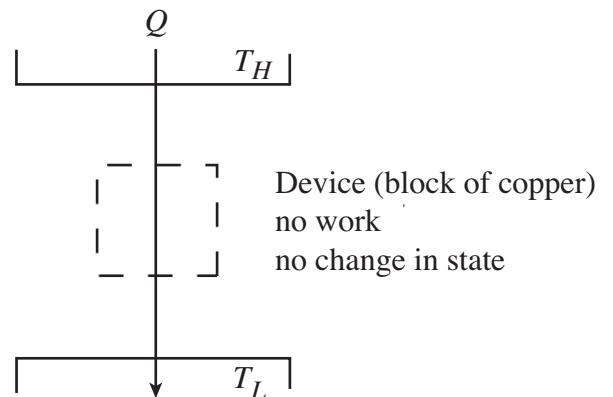 Q
T_H
Device (block of copper)
no work
no change in state
T_L